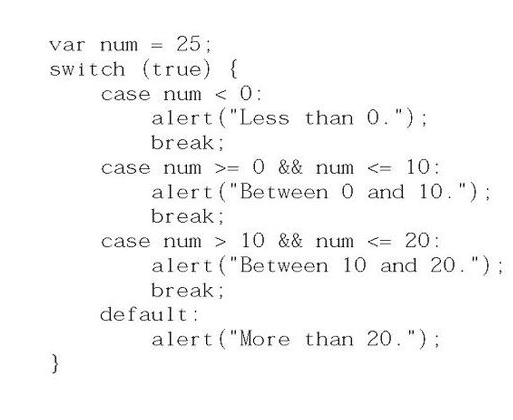 var num = 25;
switch (true) {
    case num < 0:
        alert("Less than 0.");
        break;
    case num >= 0 && num <= 10:
        alert("Between 0 and 10.");
        break;
    case num > 10 && num <= 20:
        alert("Between 10 and 20.");
        break;
    default:
        alert("More than 20.");
}